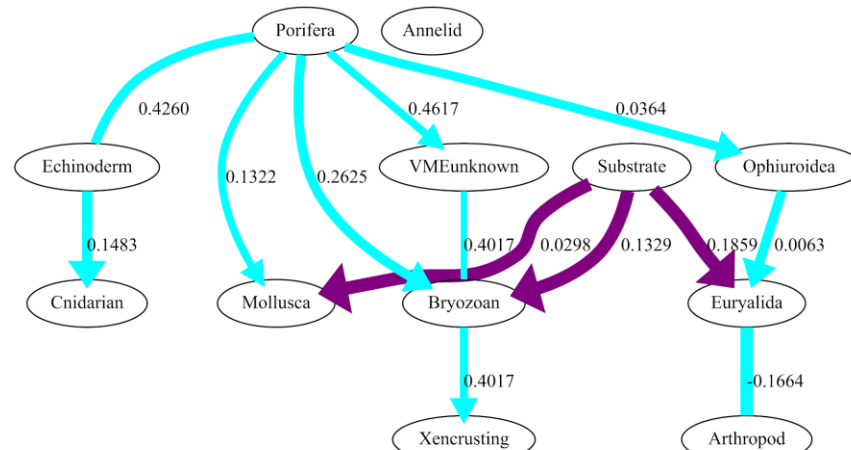 Porifera Annelid
0.4260 0.4617 0.0364
Echinoderm VMEunknown Substrate Ophiuroidea
0.1322 0.2625
0.1483 0.4017 0.0298 0.1329 0.1859 0.0063
Cnidarian Mollusca Bryozoan Euryalida
0.4017 -0.1664
Xencrusting Arthropod